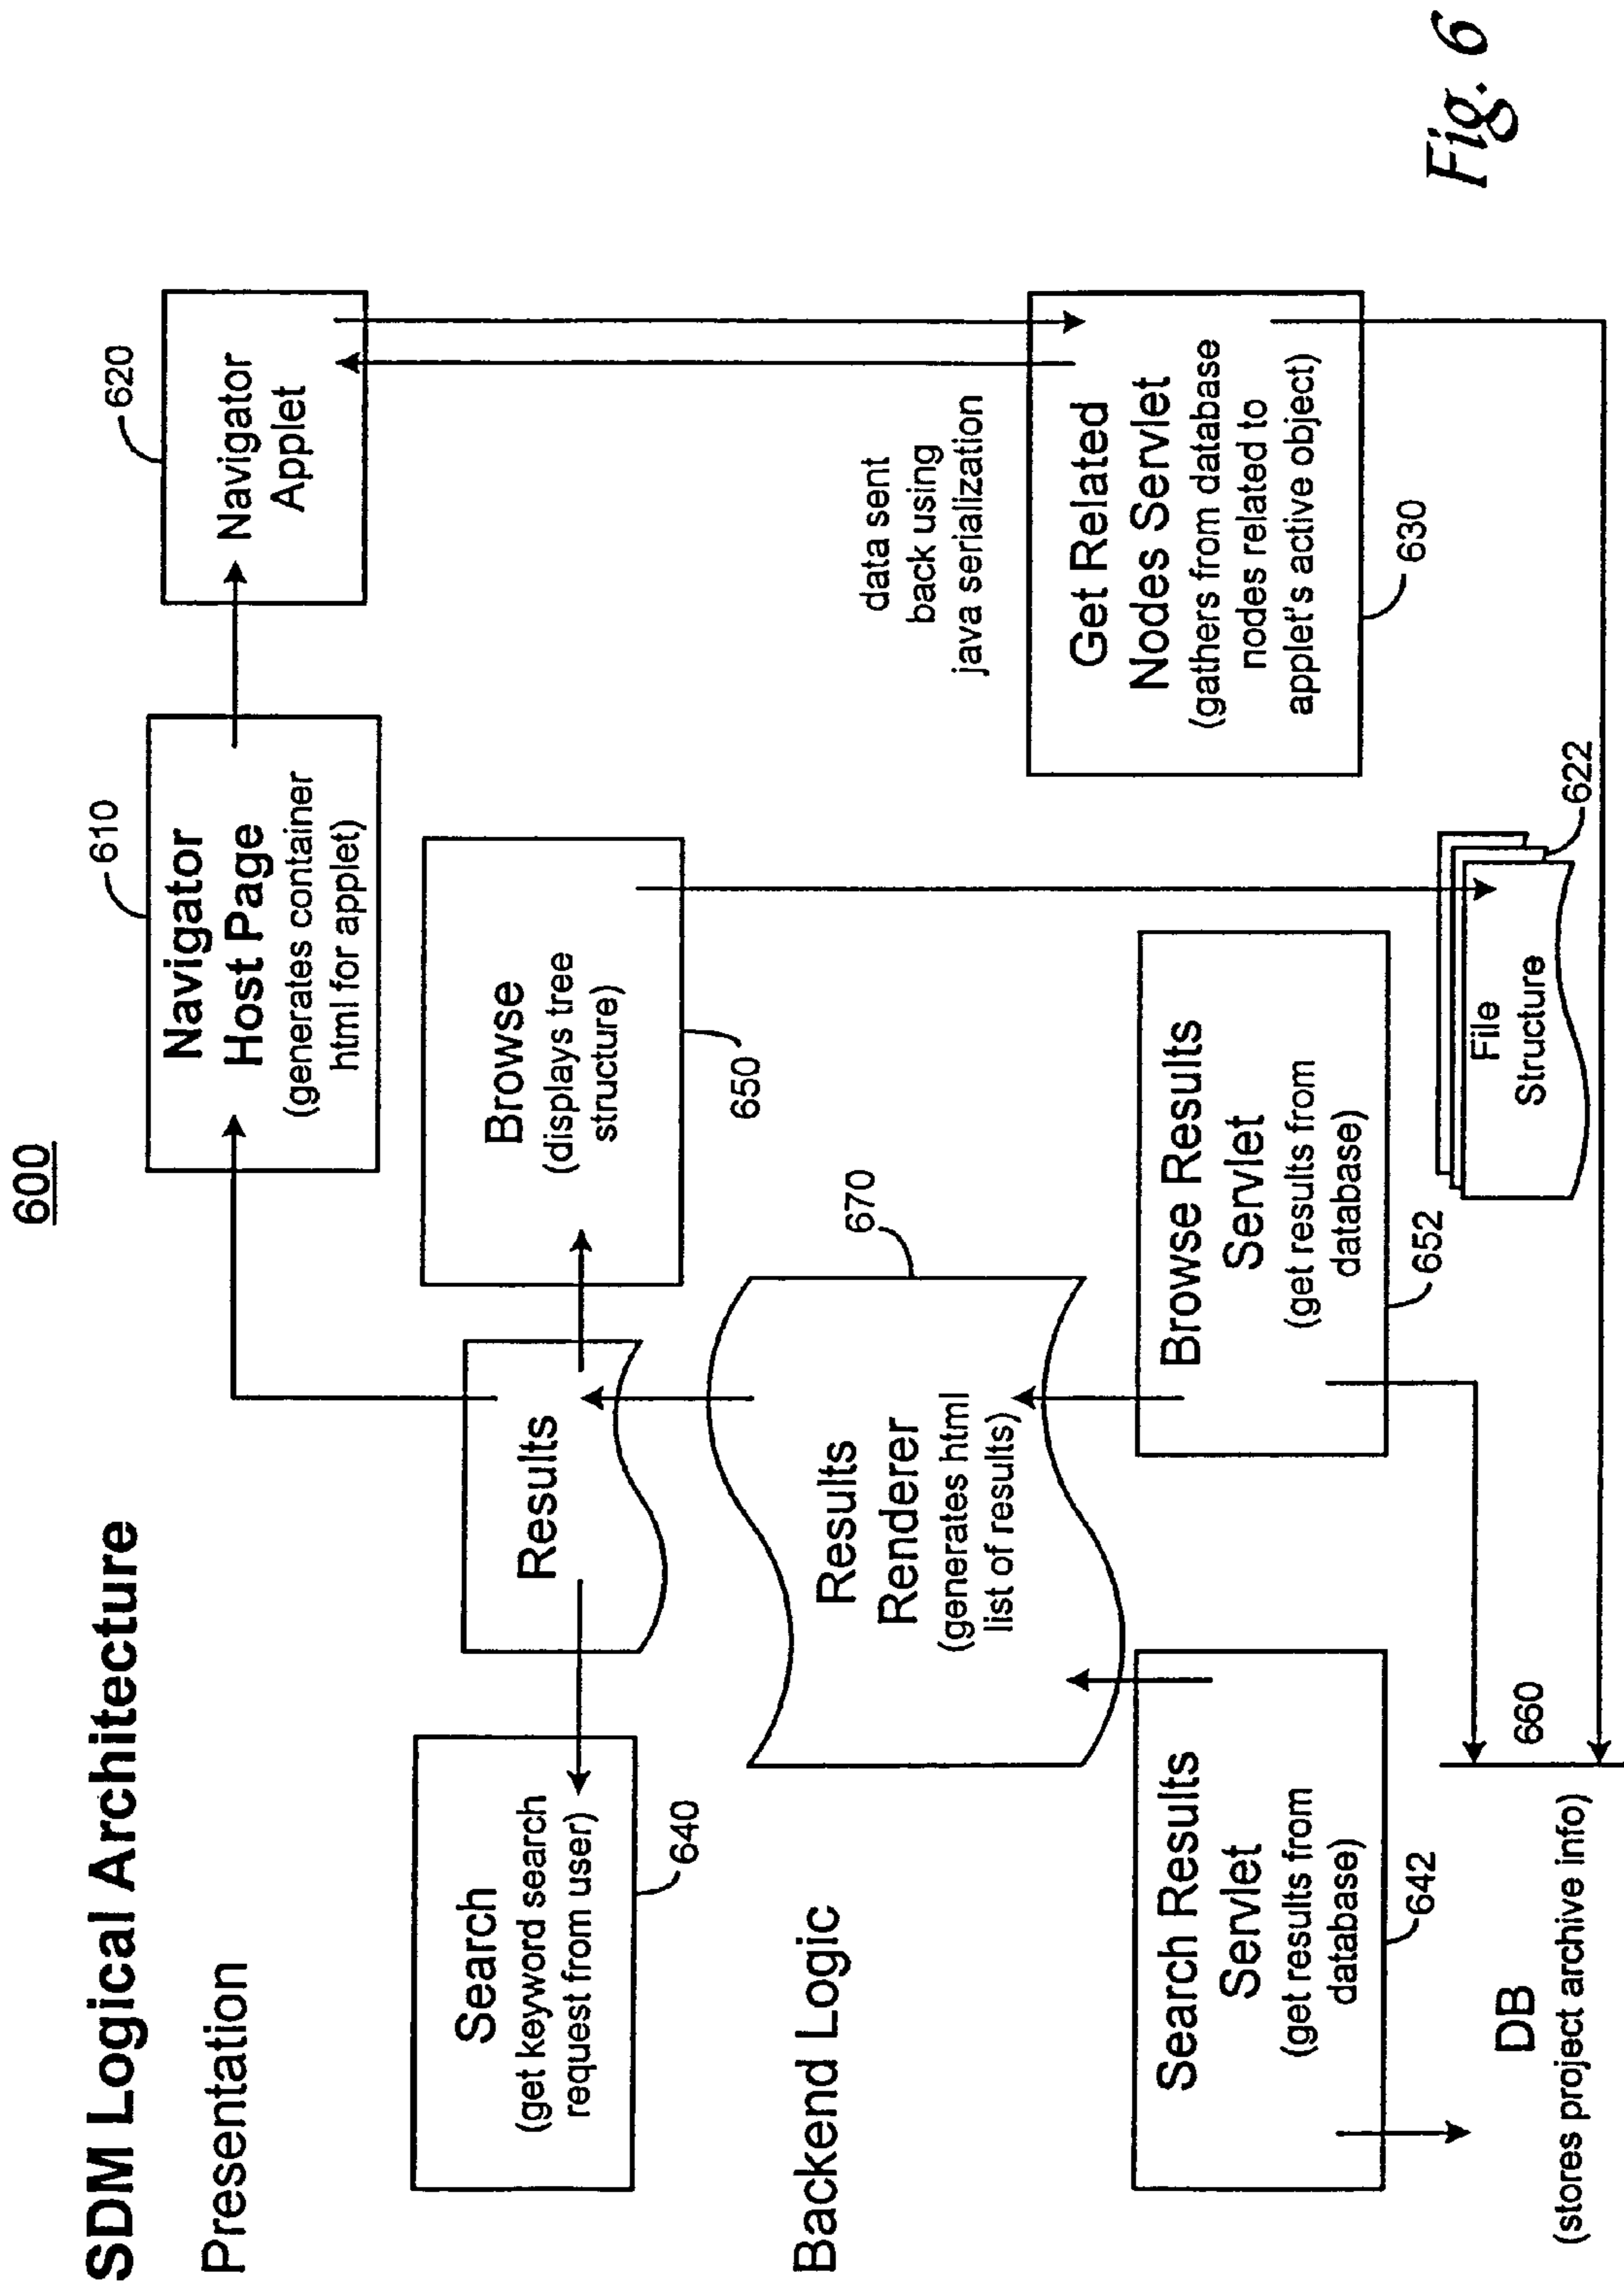 600
SDM Logical Architecture
Presentation
610
Navigator
Host Page
(generates container
html for applet)
620
Navigator
Applet
Search
(get keyword search
request from user)
640
Results
Browse
(displays tree
structure)
650
Backend Logic
Results
Renderer
(generates html
list of results)
670
data sent
back using
java serialization
Get Related
Nodes Servlet
(gathers from database
nodes related to
applet's active object)
630
Search Results
Servlet
(get results from
database)
642
Browse Results
Servlet
(get results from
database)
652
File
Structure
622
DB
(stores project archive info)
660
Fig. 6